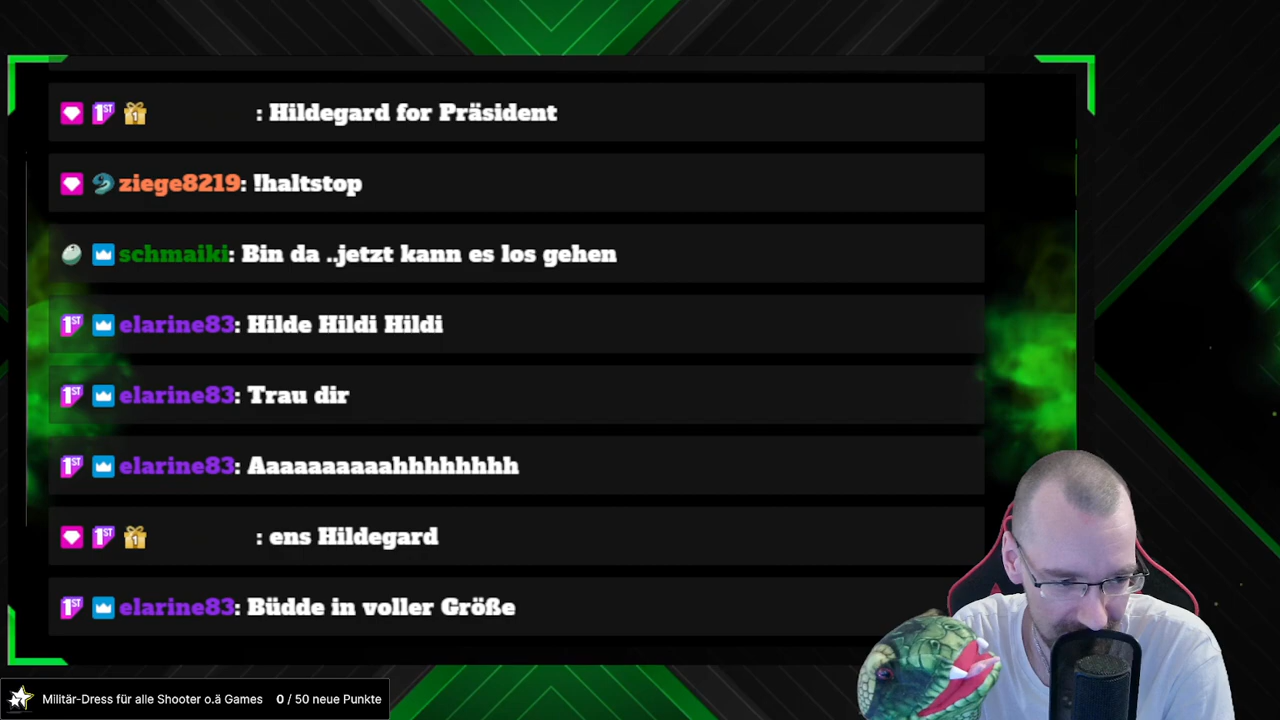 : Hildegard for Präsident
ziege8219: !haltstop
schmaiki: Bin da ..jetzt kann es los gehen
elarine83: Hilde Hildi Hildi
elarine83: Trau dir
elarine83: Aaaaaaaaaahhhhhhhh
: ens Hildegard
elarine83: Büdde in voller Größe
Militär-Dress für alle Shooter o.ä Games 0 / 50 neue Punkte